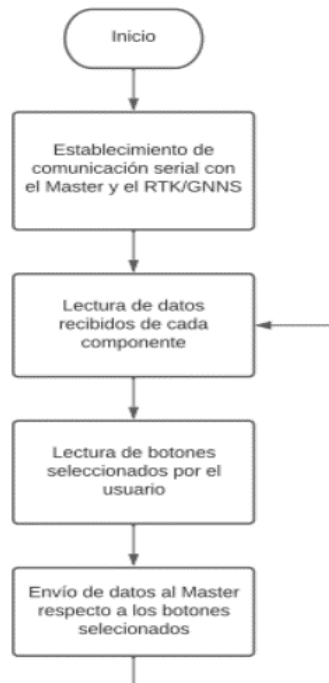 Inicio
Establecimiento de
comunicación serial con
el Master y el RTK/GNNS
Lectura de datos
recibidos de cada
componente
Lectura de botones
seleccionados por el
usuario
Envío de datos al Master
respecto a los botones
selecionados